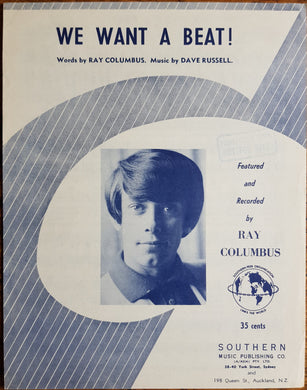 WE WANT A BEAT!
Words by RAY COLUMBUS. Music by DAVE RUSSELL.
Featured
and
Recorded
by
RAY
COLUMBUS
35 cents
SOUTHERN
MUSIC PUBLISHING CO.
(A/ASIA) PTY. LTD.
38-40 York Street, Sydney
and
198 Queen St., Auckland, N.Z.